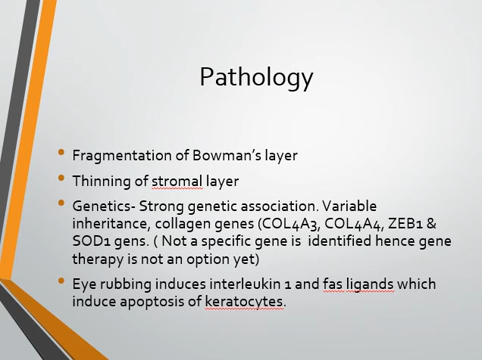 Pathology
Fragmentation of Bowman's layer
Thinning of stromal layer
Genetics- Strong genetic association. Variable
inheritance, collagen genes (COL4A3, COL4A4, ZEB1 &
SOD1 gens. ( Not a specific gene is identified hence gene
therapy is not an option yet)
Eye rubbing induces interleukin 1 and fas ligands which
induce apoptosis of keratocytes.